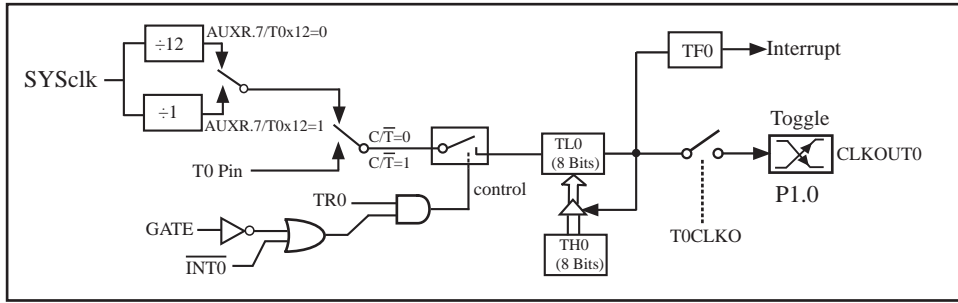 AUXR.7/T0x12=0
÷12
SYSclk
÷1
AUXR.7/T0x12=1
C/T̅=0
C/T̅=1
T0 Pin
TR0
control
GATE
I̅N̅T̅0̅
TL0
(8 Bits)
TH0
(8 Bits)
TF0
Interrupt
Toggle
CLKOUT0
P1.0
T0CLKO